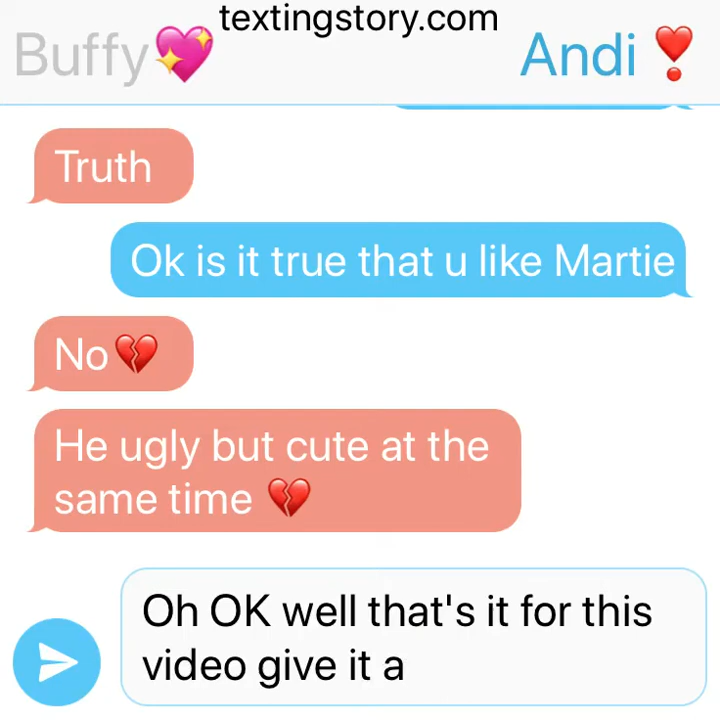 textingstory.com
Buffy💖 Andi❣️
Truth
Ok is it true that u like Martie
No💔
He ugly but cute at the
same time 💔
Oh OK well that's it for this
video give it a